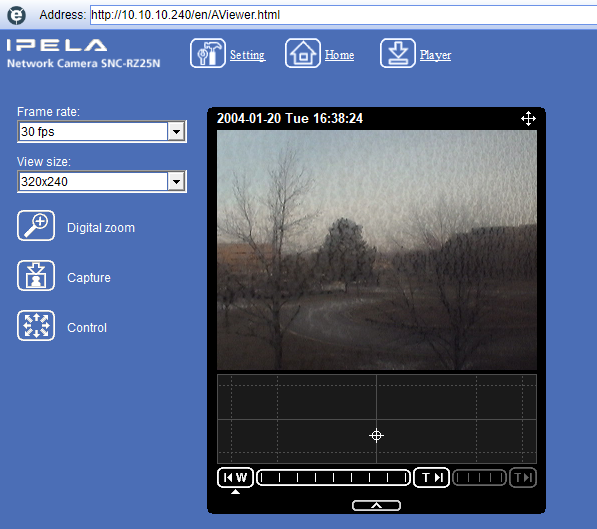 Address: http://10.10.10.240/en/AViewer.html
IPELA
Network Camera SNC-RZ25N
Setting
Home
Player
Frame rate:
30 fps
View size:
320x240
Digital zoom
Capture
Control
2004-01-20 Tue 16:38:24
W
T
T